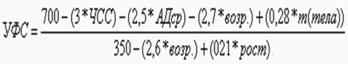 УФС = 700 – (3*ЧСС) – (2,5*АДср) – (2,7*возр.) + (0,28*m(тела))
350 – (2,6*возр.) + (021*рост).